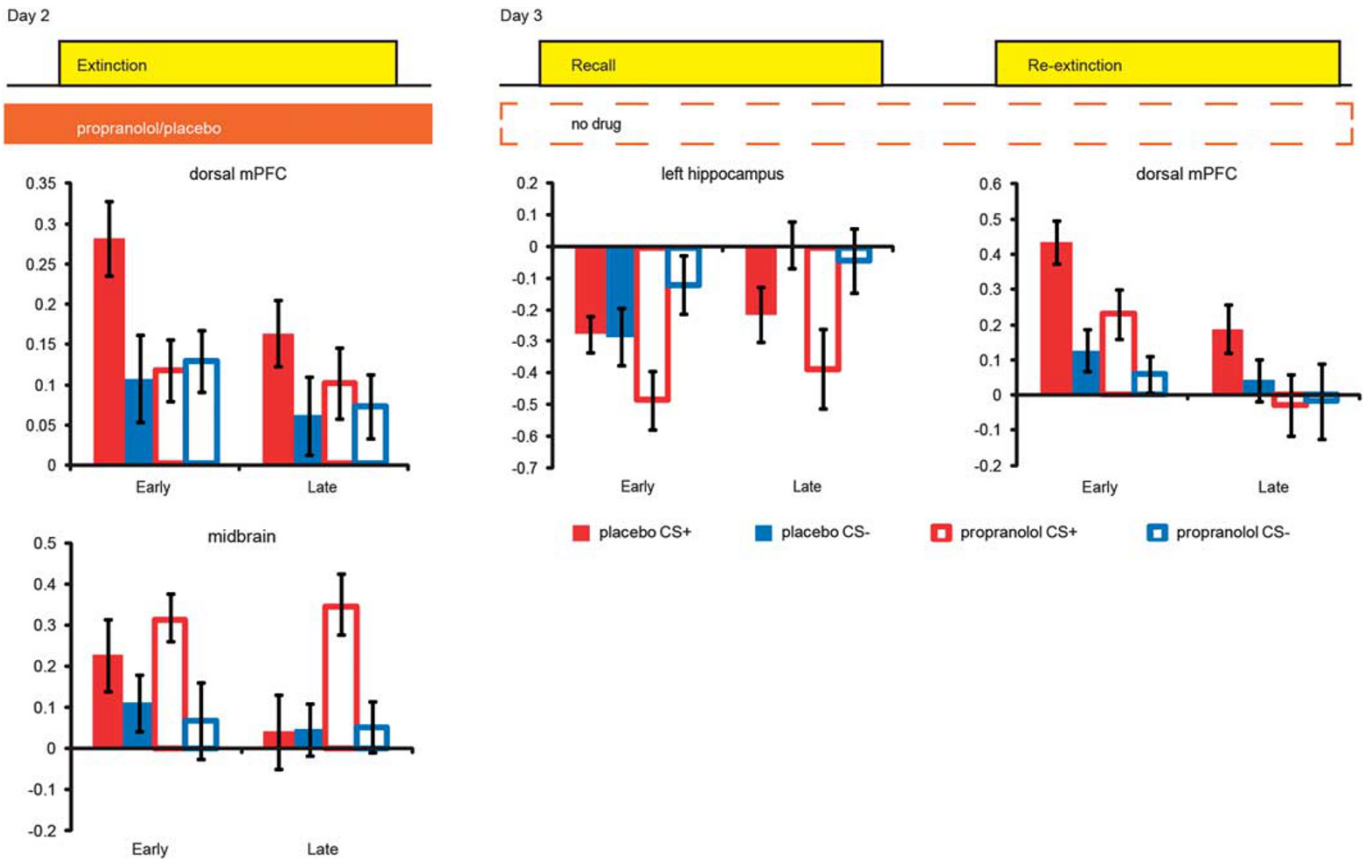 Day 2
Day 3
Extinction
Recall
Re-extinction
propranolol/placebo
no drug
dorsal mPFC
0.35
0.3
0.25
0.2
0.15
0.1
0.05
0
Early
Late
left hippocampus
0.2
0.1
0
-0.1
-0.2
-0.3
-0.4
-0.5
-0.6
-0.7
Early
Late
dorsal mPFC
0.6
0.5
0.4
0.3
0.2
0.1
0
-0.1
-0.2
Early
Late
placebo CS+
placebo CS-
propranolol CS+
propranolol CS-
midbrain
0.5
0.4
0.3
0.2
0.1
0
-0.1
-0.2
Early
Late